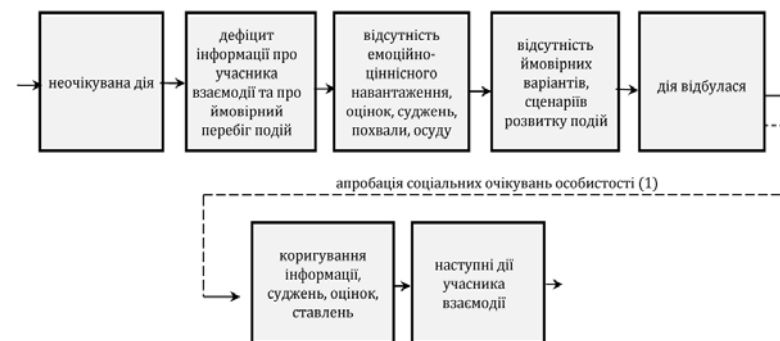 неочікувана дія
дефіцит
інформації про
учасника
взаємодії та про
ймовірний
перебіг подій
відсутність
емоційно-
ціннісного
навантаження,
оцінок, суджень,
похвали, осуду
відсутність
ймовірних
варіантів,
сценаріїв
розвитку подій
дія відбулася
апробація соціальних очікувань особистості (1)
коригування
інформації,
суджень, оцінок,
ставлень
наступні дії
учасника
взаємодії